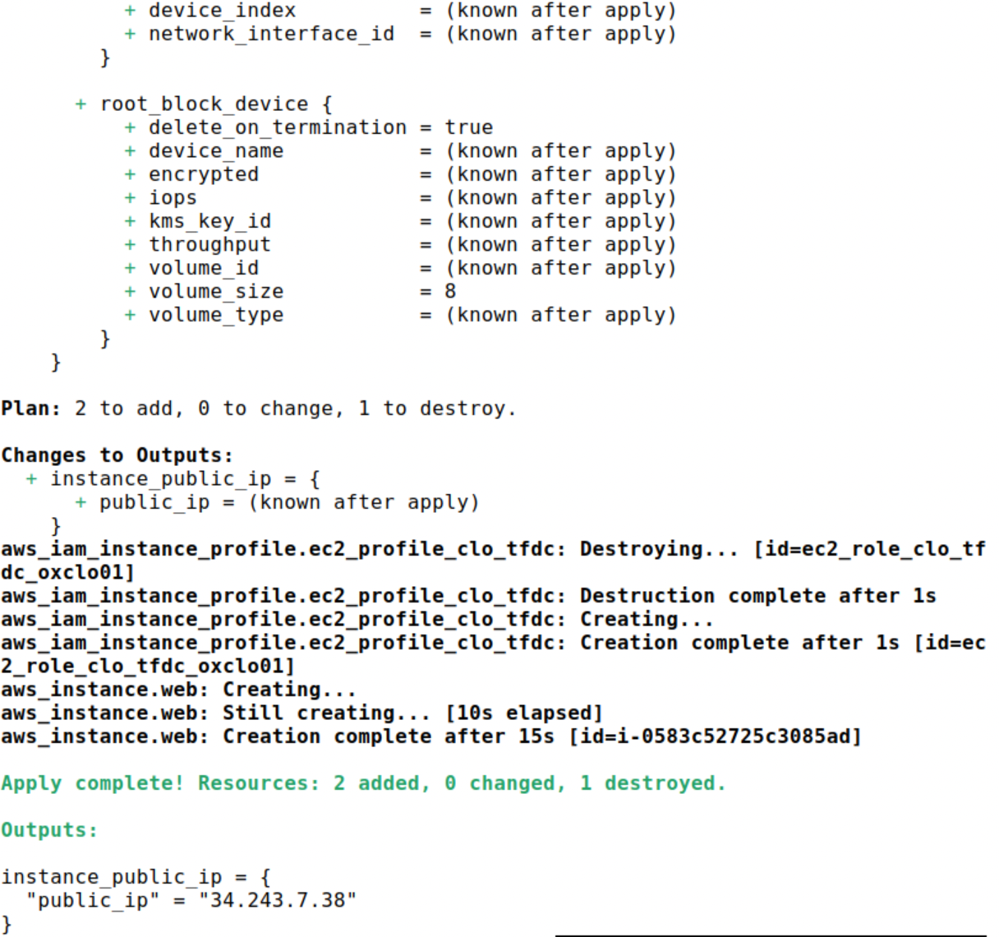 + device_index          = (known after apply)
+ network_interface_id  = (known after apply)
}
+ root_block_device {
+ delete_on_termination = true
+ device_name           = (known after apply)
+ encrypted             = (known after apply)
+ iops                  = (known after apply)
+ kms_key_id            = (known after apply)
+ throughput            = (known after apply)
+ volume_id             = (known after apply)
+ volume_size           = 8
+ volume_type           = (known after apply)
}
}
Plan: 2 to add, 0 to change, 1 to destroy.
Changes to Outputs:
+ instance_public_ip = {
+ public_ip = (known after apply)
}
aws_iam_instance_profile.ec2_profile_clo_tfdc: Destroying... [id=ec2_role_clo_tf
dc_oxclo01]
aws_iam_instance_profile.ec2_profile_clo_tfdc: Destruction complete after 1s
aws_iam_instance_profile.ec2_profile_clo_tfdc: Creating...
aws_iam_instance_profile.ec2_profile_clo_tfdc: Creation complete after 1s [id=ec
2_role_clo_tfdc_oxclo01]
aws_instance.web: Creating...
aws_instance.web: Still creating... [10s elapsed]
aws_instance.web: Creation complete after 15s [id=i-0583c52725c3085ad]
Apply complete! Resources: 2 added, 0 changed, 1 destroyed.
Outputs:
instance_public_ip = {
"public_ip" = "34.243.7.38"
}